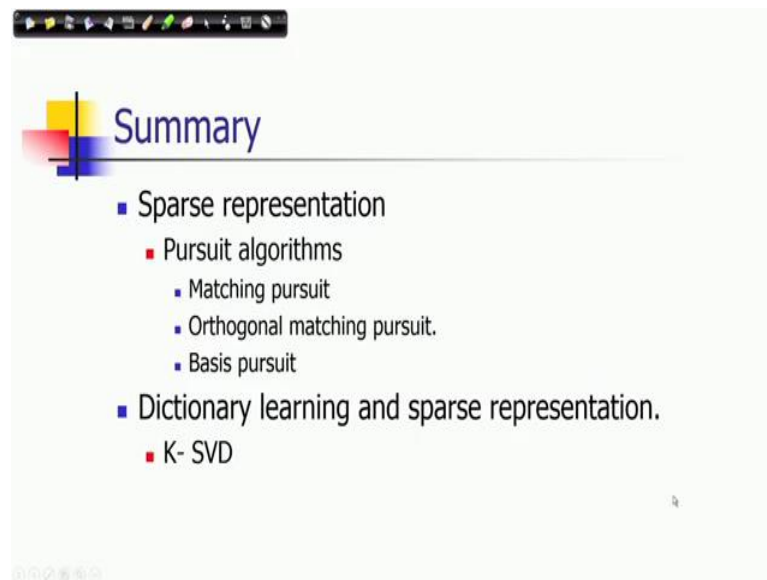 Summary
Sparse representation
Pursuit algorithms
Matching pursuit
Orthogonal matching pursuit.
Basis pursuit
Dictionary learning and sparse representation.
K- SVD